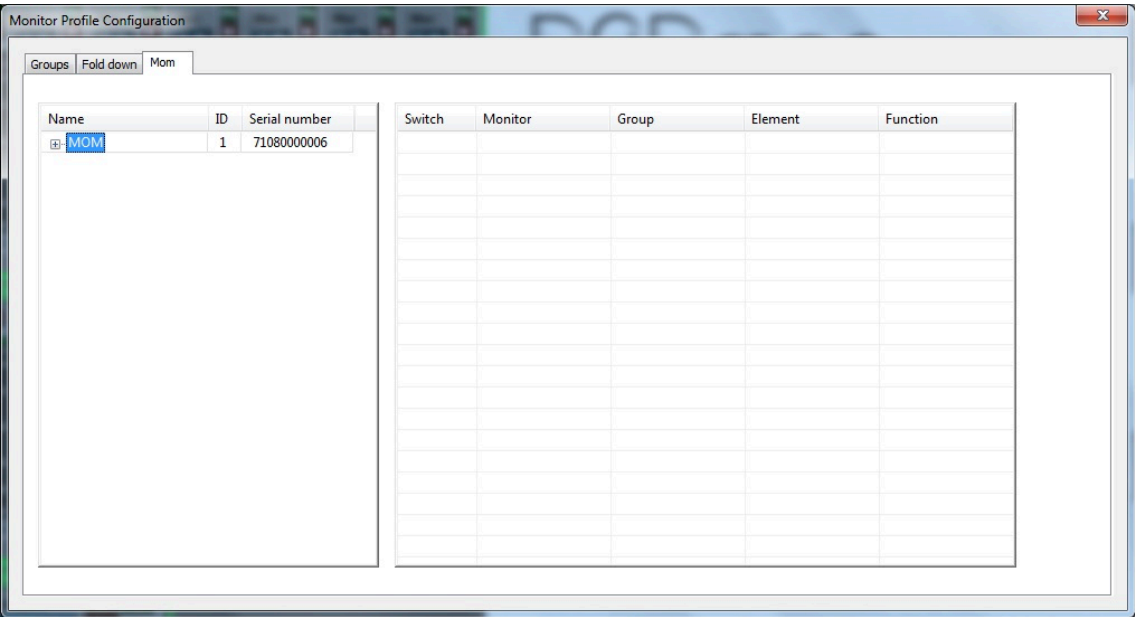 Monitor Profile Configuration
Groups Fold down Mom
Name ID Serial number Switch Monitor Group Element Function
MOM 1 71080000006